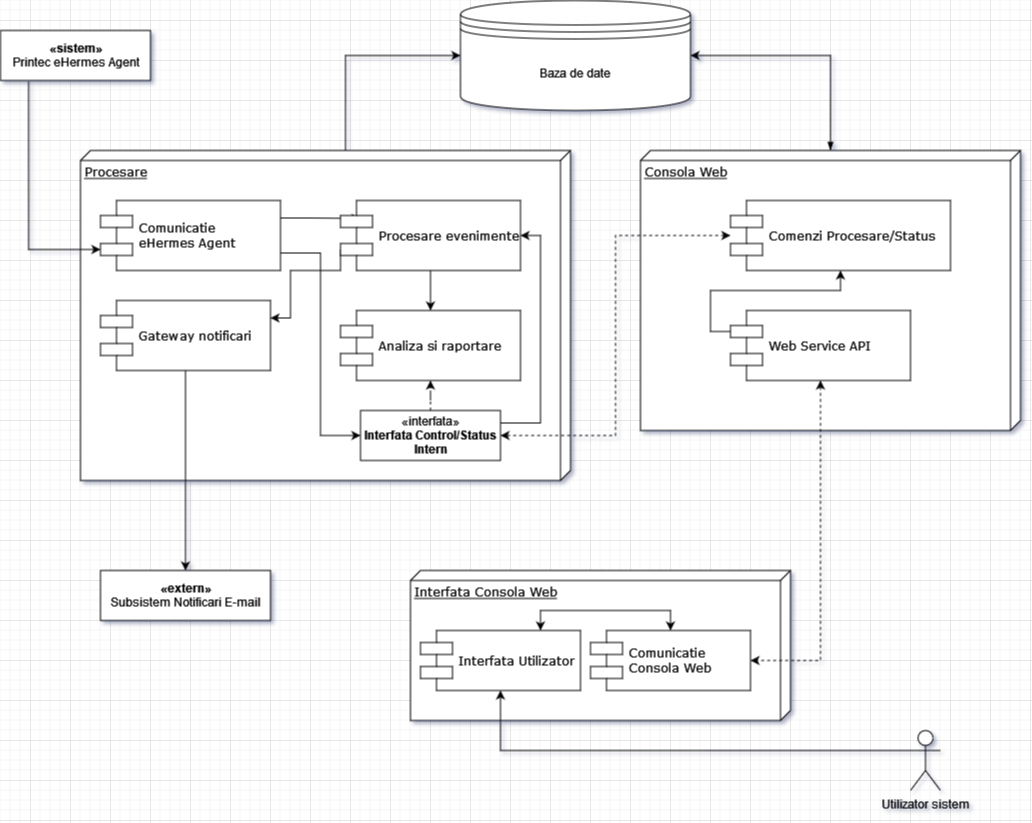 «sistem»
Printec eHermes Agent
Baza de date
Procesare
Comunicatie
eHermes Agent
Procesare evenimente
Gateway notificari
Analiza si raportare
«interfata»
Interfata Control/Status
Intern
Consola Web
Comenzi Procesare/Status
Web Service API
«extern»
Subsistem Notificari E-mail
Interfata Consola Web
Interfata Utilizator
Comunicatie
Consola Web
Utilizator sistem